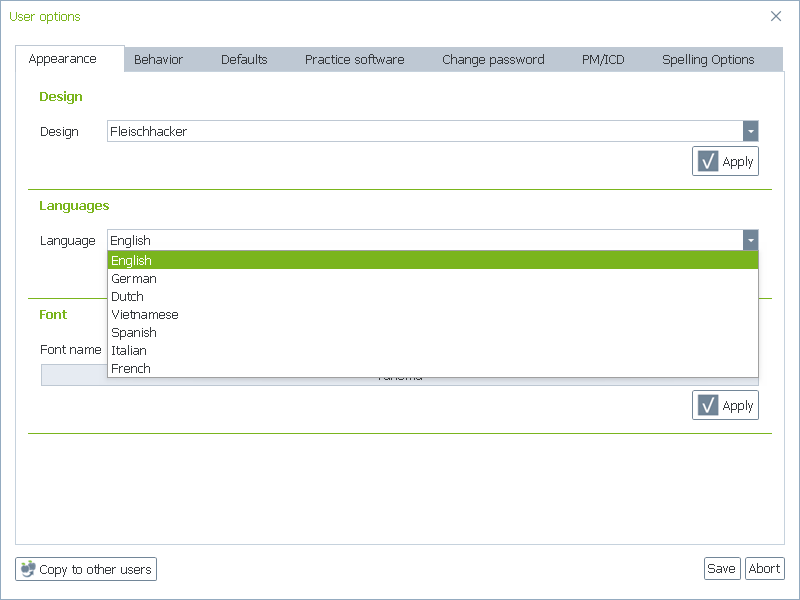 User options
Appearance Behavior Defaults Practice software Change password PM/ICD Spelling Options
Design
Design Fleischhacker
Apply
Languages
Language English
English
German
Dutch
Vietnamese
Spanish
Italian
French
Font
Font name
Apply
Copy to other users Save Abort